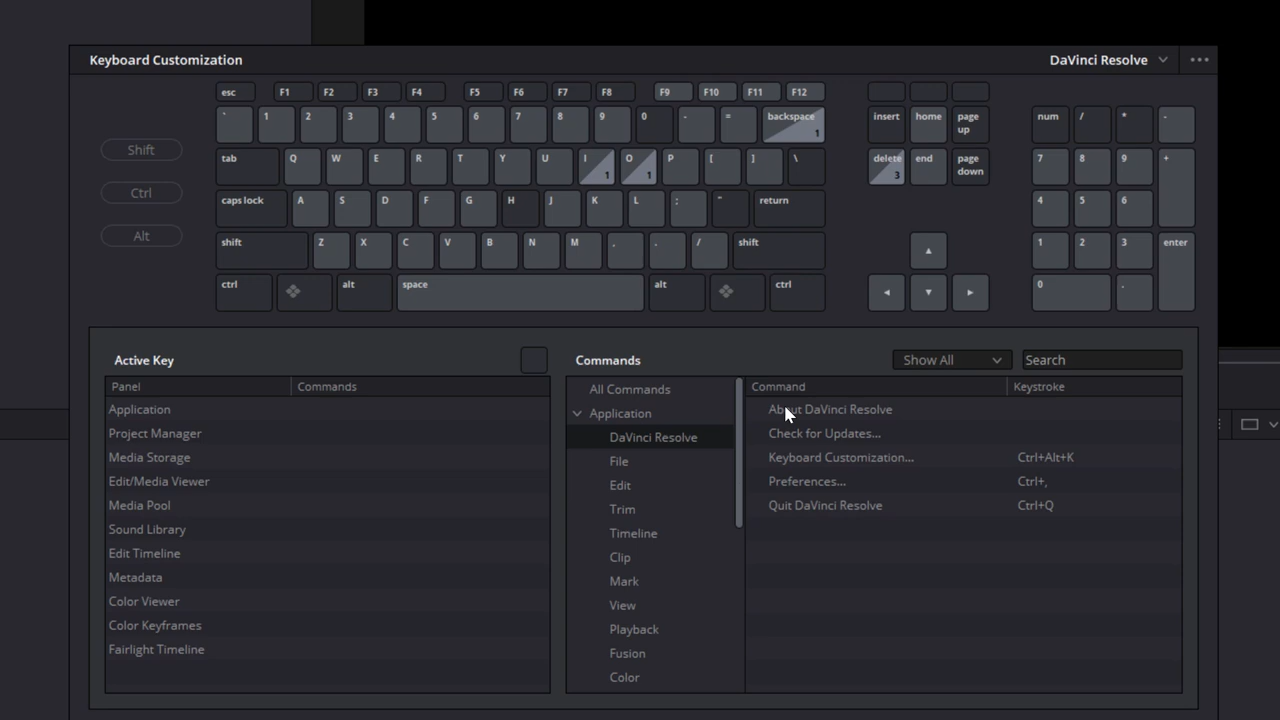 Keyboard Customization DaVinci Resolve
esc F1 F2 F3 F4 F5 F6 F7 F8 F9 F10 F11 F12
` 1 2 3 4 5 6 7 8 9 0 - = backspace 1 insert home page up num / * -
Shift
tab Q W E R T Y U I 1 O 1 P [ ] \ delete 3 end page down 7 8 9 +
Ctrl
caps lock A S D F G H J K L ; " return 4 5 6
Alt
shift Z X C V B N M , . / shift 1 2 3 enter
ctrl alt space alt ctrl 0 .
Active Key
Panel Commands
Application
Project Manager
Media Storage
Edit/Media Viewer
Media Pool
Sound Library
Edit Timeline
Metadata
Color Viewer
Color Keyframes
Fairlight Timeline
Commands Show All Search
All Commands
Application
DaVinci Resolve
File
Edit
Trim
Timeline
Clip
Mark
View
Playback
Fusion
Color
Command Keystroke
About DaVinci Resolve
Check for Updates...
Keyboard Customization... Ctrl+Alt+K
Preferences... Ctrl+,
Quit DaVinci Resolve Ctrl+Q